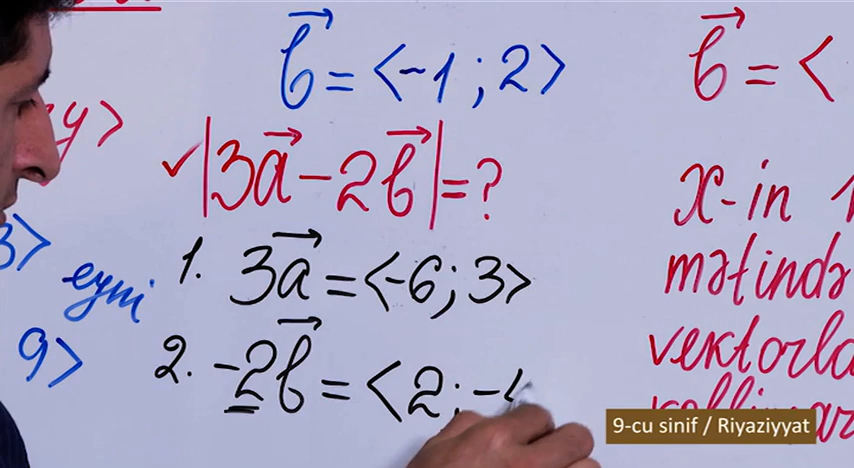 b⃗ = <-1; 2>
b⃗ = <
y>
✓|3a⃗ - 2b⃗| = ?
x-in
3>
eyni
1. 3a⃗ = <-6; 3>
mətində
9>
2. -2b⃗ = <2; -4
9-cu sinif / Riyaziyyat